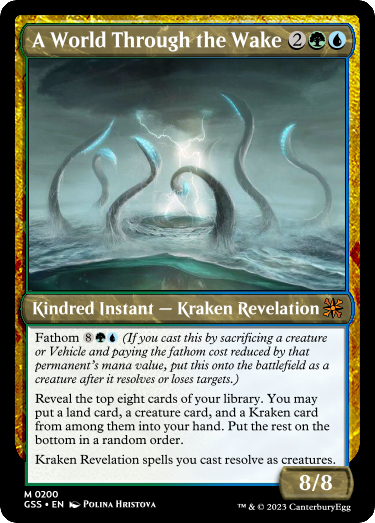 A World Through the Wake 2
Kindred Instant — Kraken Revelation
Fathom 8 (If you cast this by sacrificing a creature
or Vehicle and paying the fathom cost reduced by that
permanent's mana value, put this onto the battlefield as a
creature after it resolves or loses targets.)
Reveal the top eight cards of your library. You may
put a land card, a creature card, and a Kraken card
from among them into your hand. Put the rest on the
bottom in a random order.
Kraken Revelation spells you cast resolve as creatures.
8/8
M 0200
GSS • EN Polina Hristova
™ & © 2023 CanterburyEgg